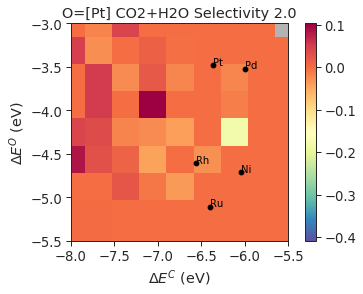 O=[Pt] CO2+H2O Selectivity 2.0
−3.0
−3.5
−4.0
−4.5
−5.0
−5.5
ΔE^O (eV)
Pt
Pd
Rh
Ni
Ru
−8.0 −7.5 −7.0 −6.5 −6.0 −5.5
ΔE^C (eV)
0.1
0.0
−0.1
−0.2
−0.3
−0.4